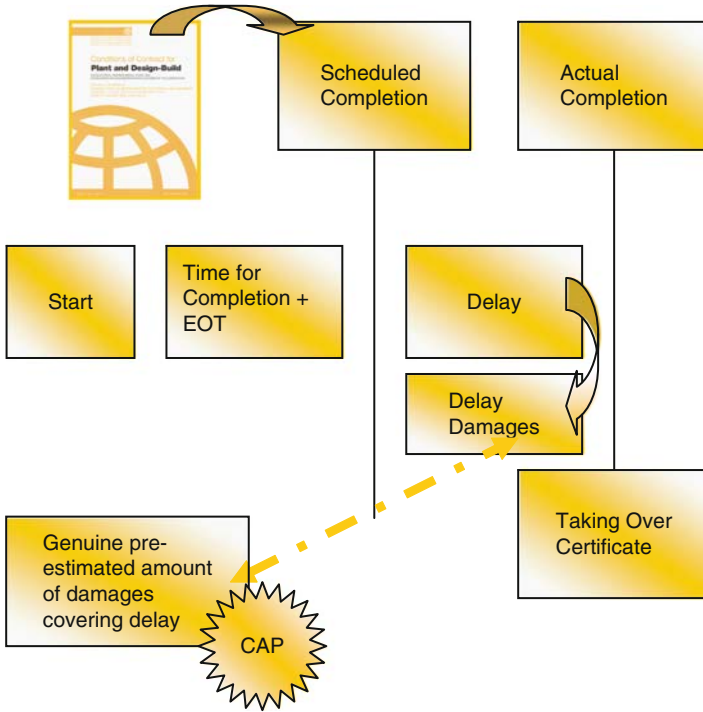 Conditions of Contract for
Plant and Design-Build
Scheduled
Completion
Actual
Completion
Start
Time for
Completion +
EOT
Delay
Delay
Damages
Genuine pre-
estimated amount
of damages
covering delay
CAP
Taking Over
Certificate